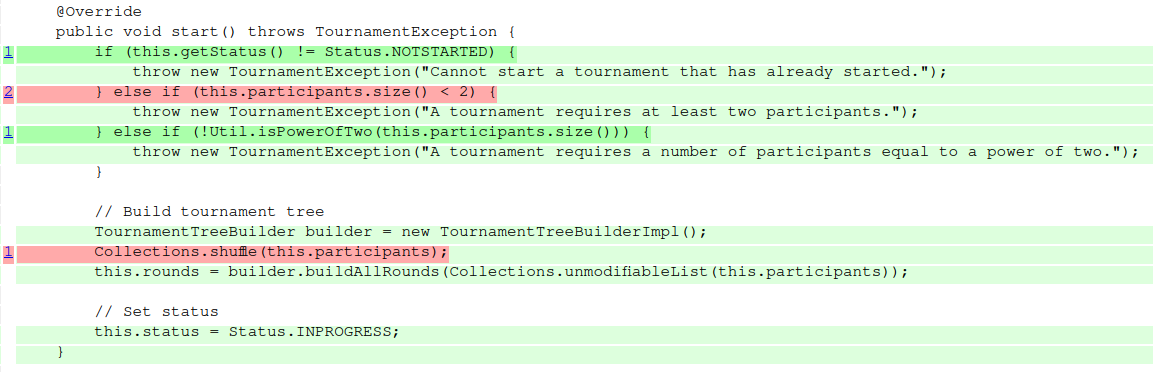 @Override
public void start() throws TournamentException {
1 if (this.getStatus() != Status.NOTSTARTED) {
throw new TournamentException("Cannot start a tournament that has already started.");
2 } else if (this.participants.size() < 2) {
throw new TournamentException("A tournament requires at least two participants.");
1 } else if (!Util.isPowerOfTwo(this.participants.size())) {
throw new TournamentException("A tournament requires a number of participants equal to a power of two.");
}
// Build tournament tree
TournamentTreeBuilder builder = new TournamentTreeBuilderImpl();
1 Collections.shuffle(this.participants);
this.rounds = builder.buildAllRounds(Collections.unmodifiableList(this.participants));
// Set status
this.status = Status.INPROGRESS;
}